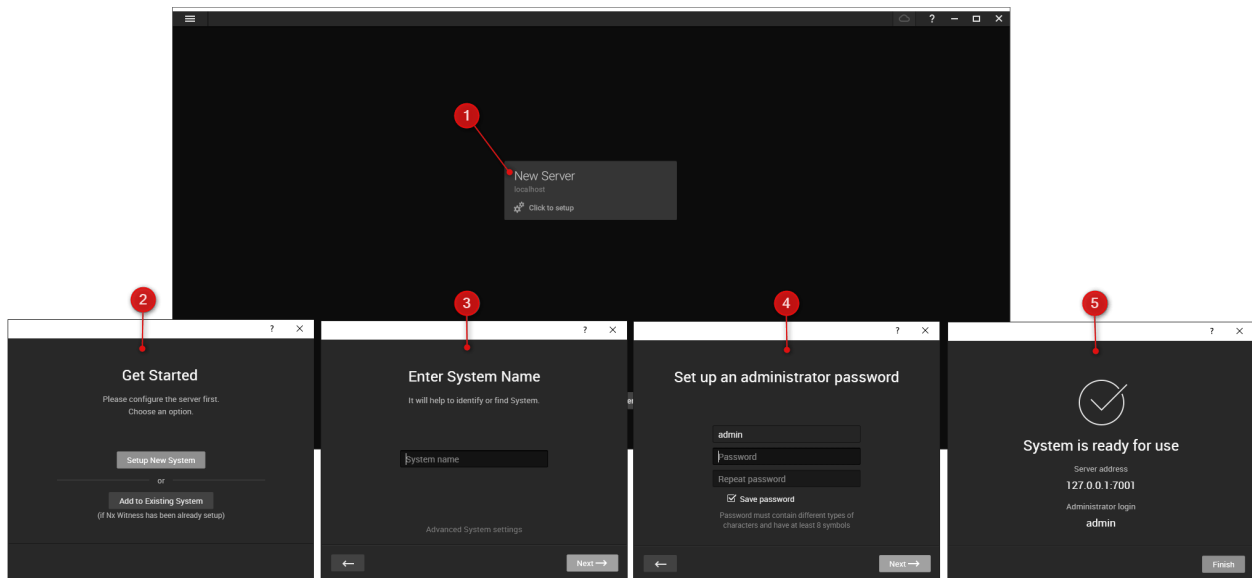 ?
1
New Server
localhost
Click to setup
2
?
Get Started
Please configure the server first.
Choose an option.
Setup New System
or
Add to Existing System
(if Nx Witness has been already setup)
3
?
Enter System Name
It will help to identify or find System.
System name
Advanced System settings
Next
4
?
Set up an administrator password
admin
Password
Repeat password
Save password
Password must contain different types of
characters and have at least 8 symbols
Next
5
?
System is ready for use
Server address
127.0.0.1:7001
Administrator login
admin
Finish